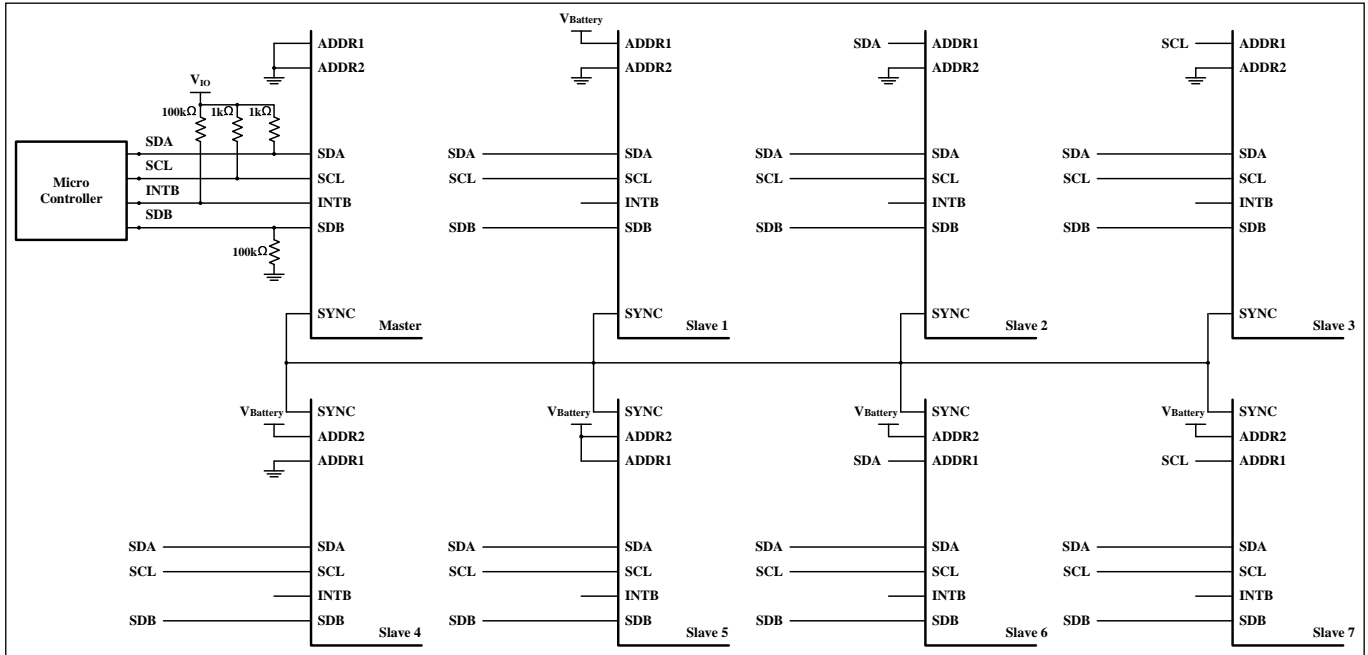 VBattery
ADDR1
ADDR2
VIO
100kΩ 1kΩ 1kΩ
Micro
Controller
SDA
SCL
INTB
SDB
100kΩ
SDA
SCL
INTB
SDB
SYNC
Master
ADDR1
ADDR2
SDA SDA
SCL SCL
INTB
SDB SDB
SYNC
Slave 1
SDA ADDR1
ADDR2
SDA SDA
SCL SCL
INTB
SDB SDB
SYNC
Slave 2
SCL ADDR1
ADDR2
SDA SDA
SCL SCL
INTB
SDB SDB
SYNC
Slave 3
VBattery
SYNC
ADDR2
ADDR1
SDA SDA
SCL SCL
INTB
SDB SDB
Slave 4
VBattery
SYNC
ADDR2
ADDR1
SDA SDA
SCL SCL
INTB
SDB SDB
Slave 5
VBattery
SYNC
ADDR2
SDA ADDR1
SDA SDA
SCL SCL
INTB
SDB SDB
Slave 6
VBattery
SYNC
ADDR2
SCL ADDR1
SDA SDA
SCL SCL
INTB
SDB SDB
Slave 7